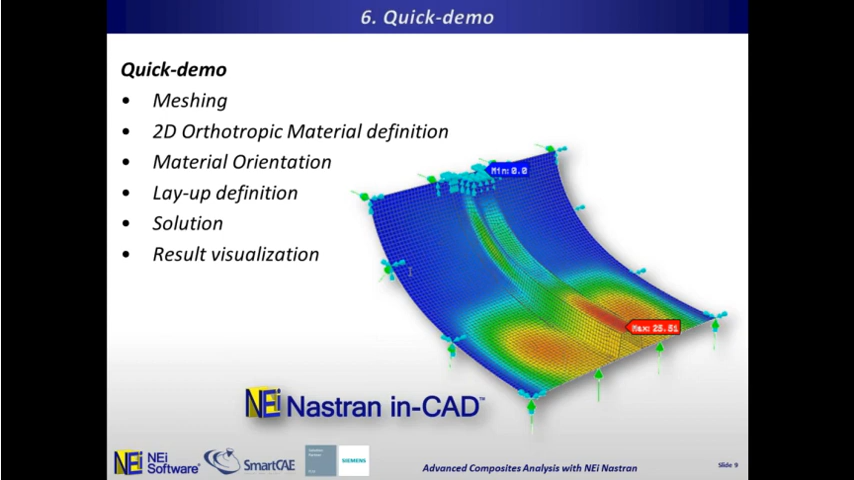 6. Quick-demo
Quick-demo
• Meshing
• 2D Orthotropic Material definition
• Material Orientation
• Lay-up definition
• Solution
• Result visualization
Min: 0.0
Max: 25.51
NEi Nastran in-CAD™
NEi NEi Software®
SmartCAE
SIEMENS
Advanced Composites Analysis with NEi Nastran
Slide 9